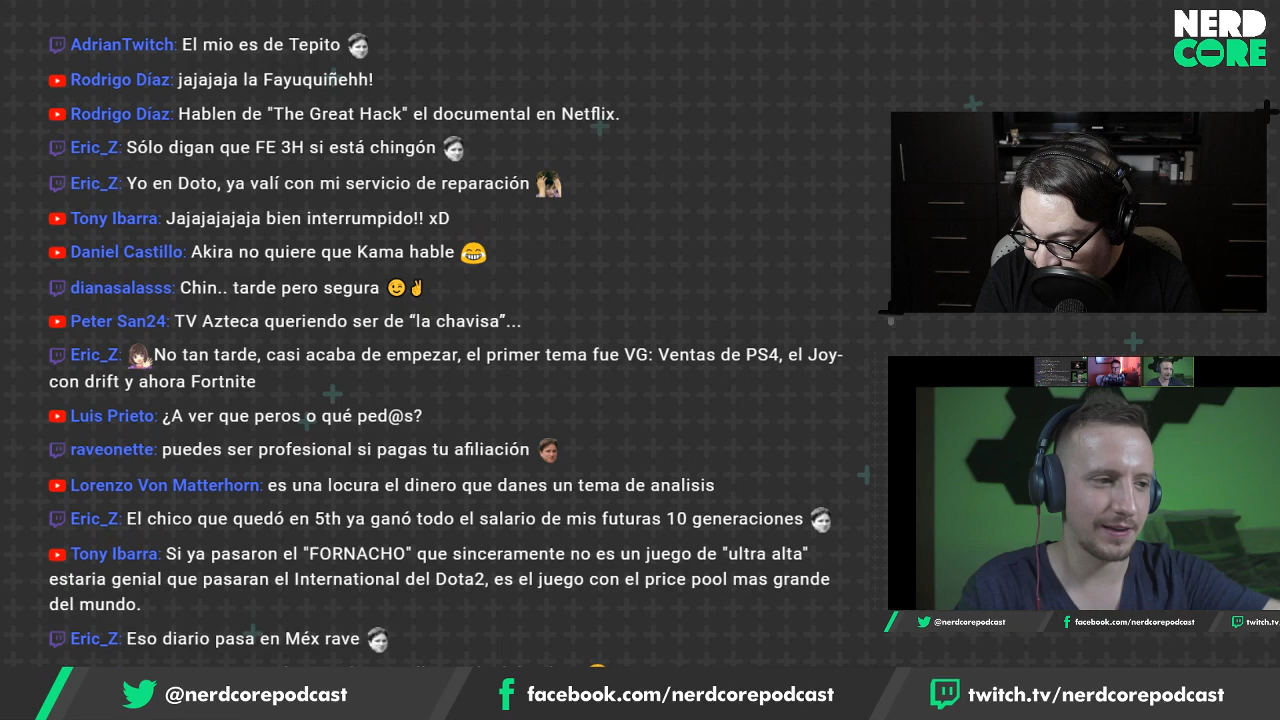 AdrianTwitch: El mio es de Tepito
Rodrigo Díaz: jajajaja la Fayuquiñehh!
Rodrigo Díaz: Hablen de "The Great Hack" el documental en Netflix.
Eric_Z: Sólo digan que FE 3H si está chingón
Eric_Z: Yo en Doto, ya valí con mi servicio de reparación
Tony Ibarra: Jajajajajaja bien interrumpido!! xD
Daniel Castillo: Akira no quiere que Kama hable
dianasalasss: Chin.. tarde pero segura
Peter San24: TV Azteca queriendo ser de “la chavisa”...
Eric_Z: No tan tarde, casi acaba de empezar, el primer tema fue VG: Ventas de PS4, el Joy-
con drift y ahora Fortnite
Luis Prieto: ¿A ver que peros o qué ped@s?
raveonette: puedes ser profesional si pagas tu afiliación
Lorenzo Von Matterhorn: es una locura el dinero que danes un tema de analisis
Eric_Z: El chico que quedó en 5th ya ganó todo el salario de mis futuras 10 generaciones
Tony Ibarra: Si ya pasaron el "FORNACHO" que sinceramente no es un juego de "ultra alta"
estaria genial que pasaran el International del Dota2, es el juego con el price pool mas grande
del mundo.
Eric_Z: Eso diario pasa en Méx rave
NERD
CORE
@nerdcorepodcast
facebook.com/nerdcorepodcast
twitch.tv
@nerdcorepodcast
facebook.com/nerdcorepodcast
twitch.tv/nerdcorepodcast